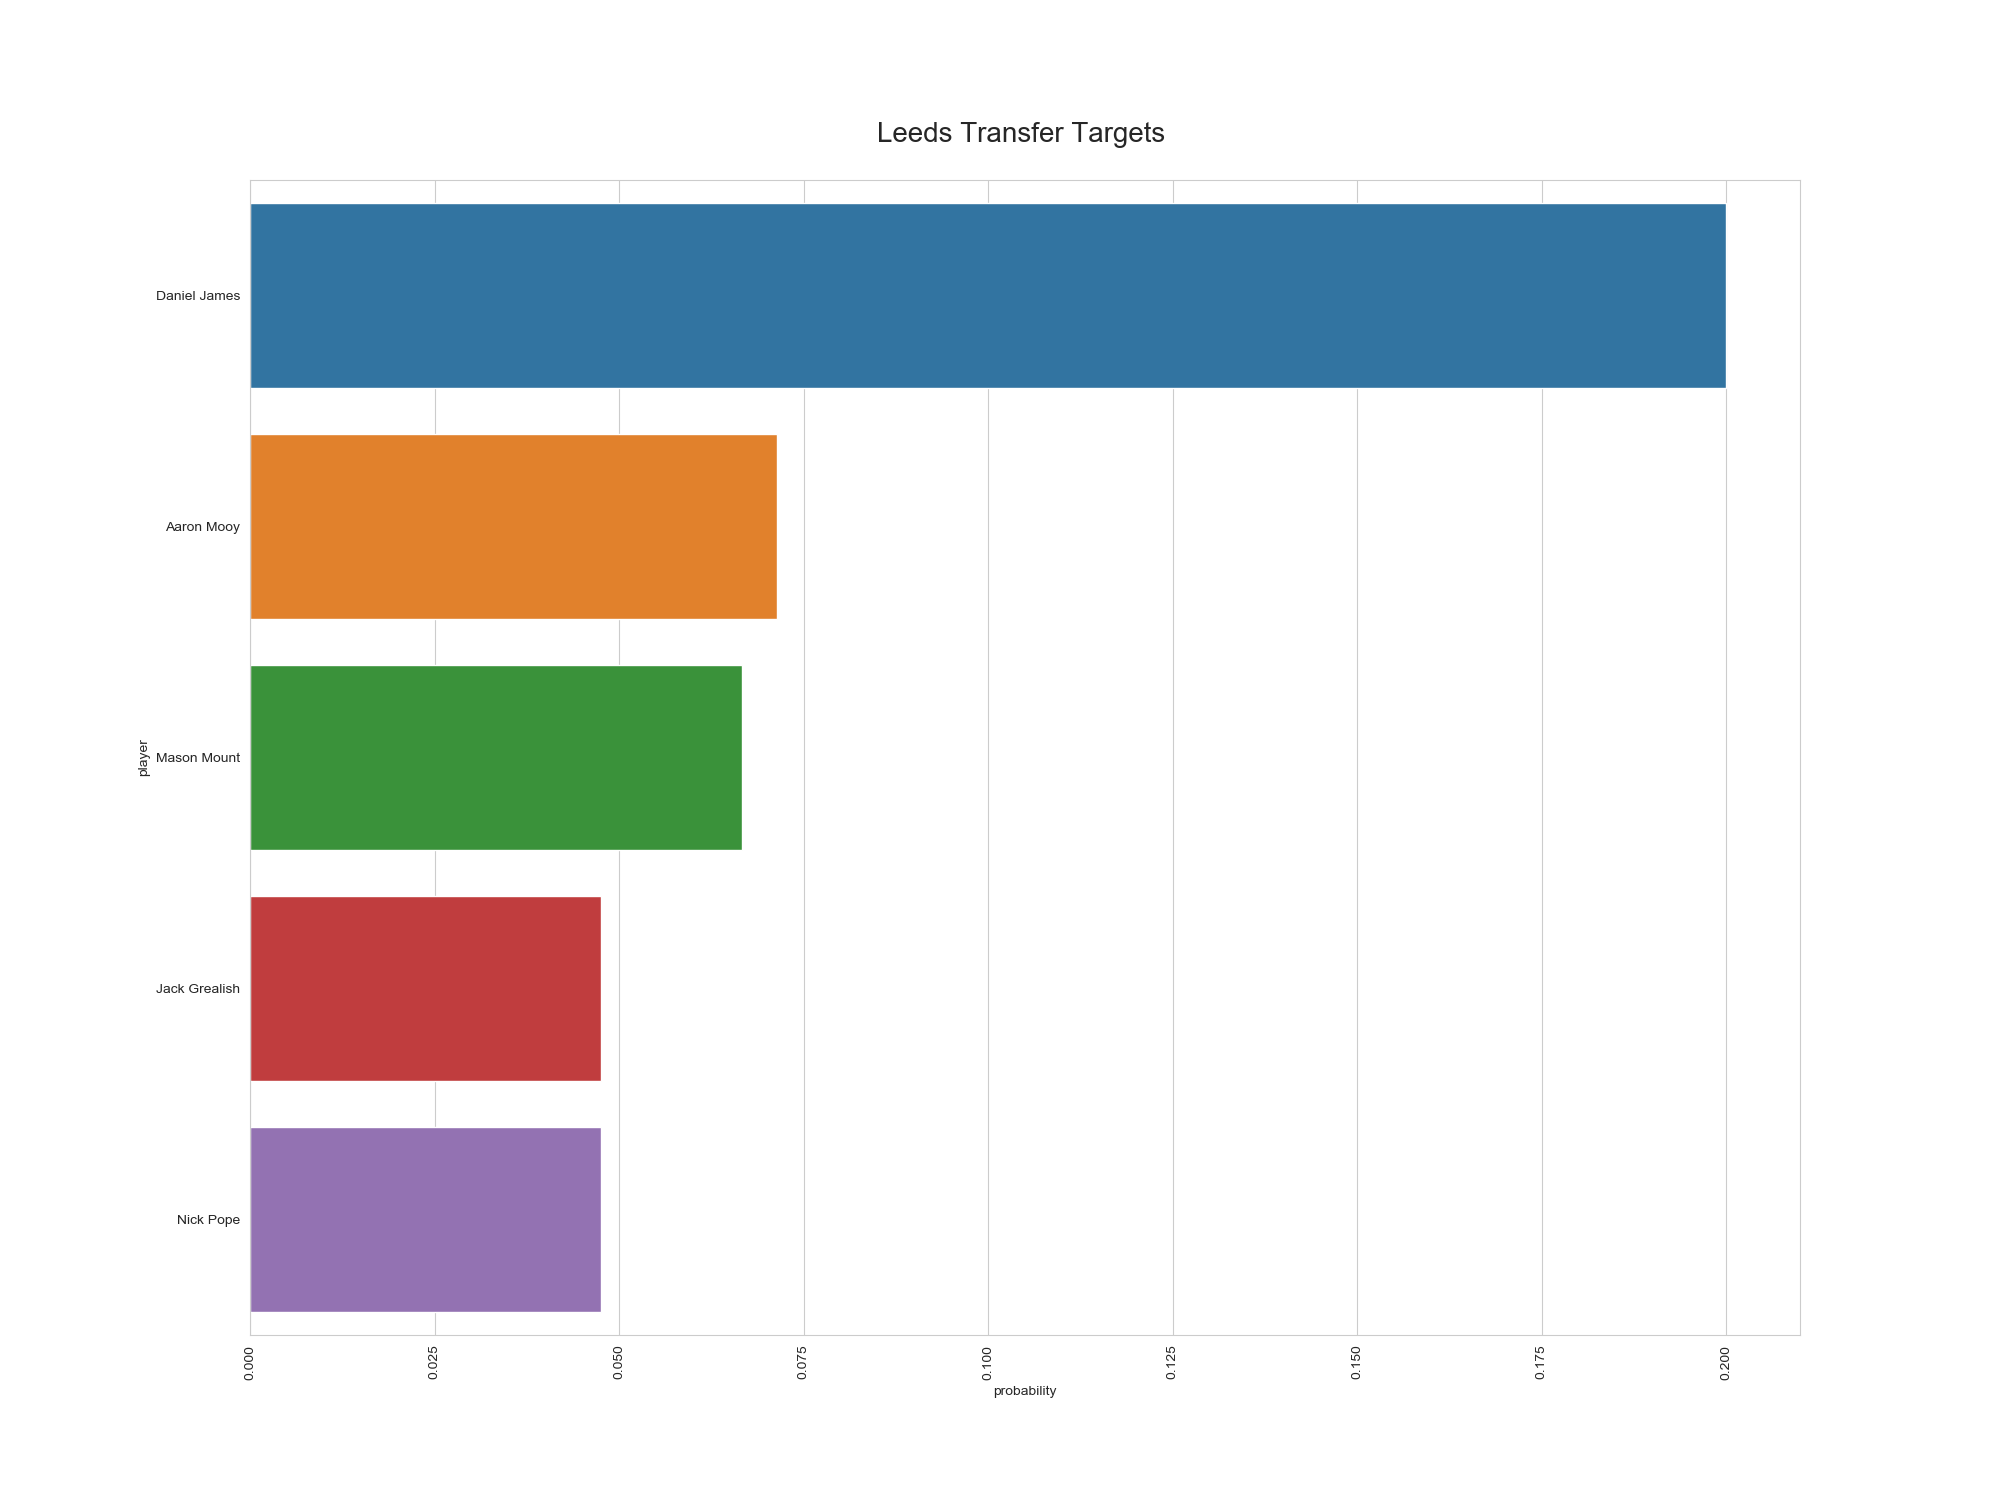 Leeds Transfer Targets
Daniel James
Aaron Mooy
Mason Mount
Jack Grealish
Nick Pope
player
0.000
0.025
0.050
0.075
0.100
0.125
0.150
0.175
0.200
probability